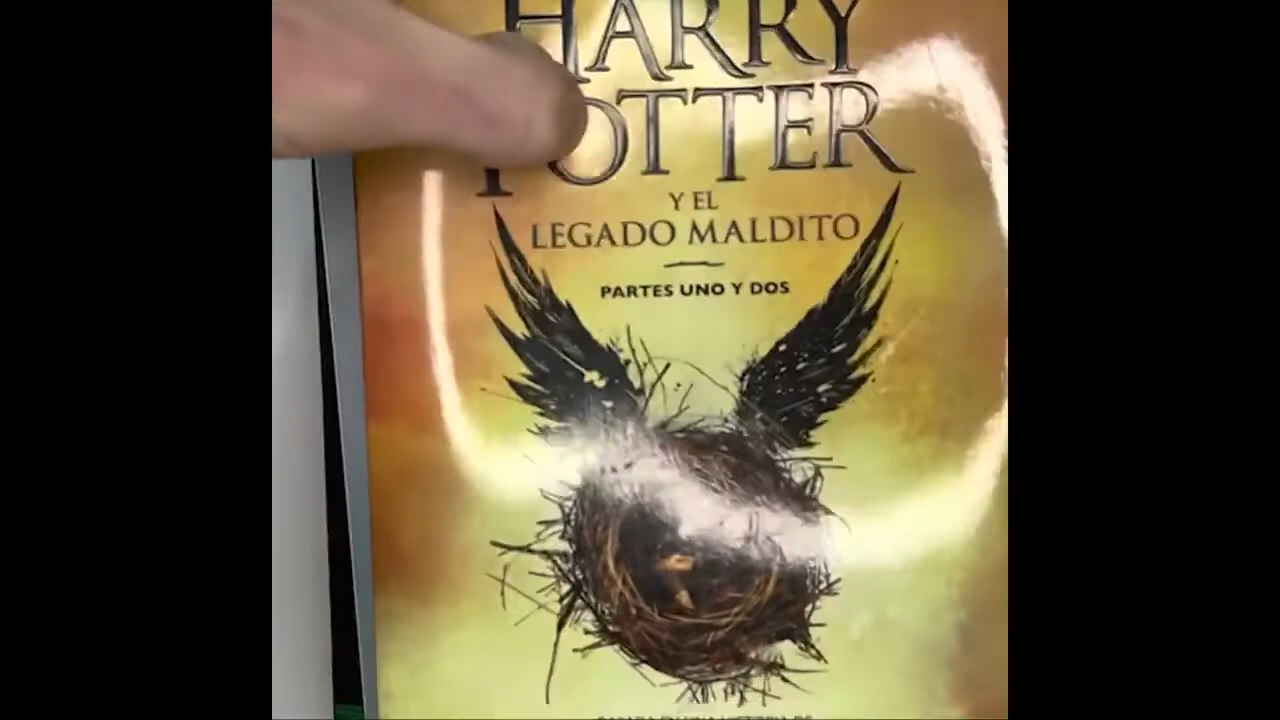 HARRY
POTTER
Y EL
LEGADO MALDITO
PARTES UNO Y DOS